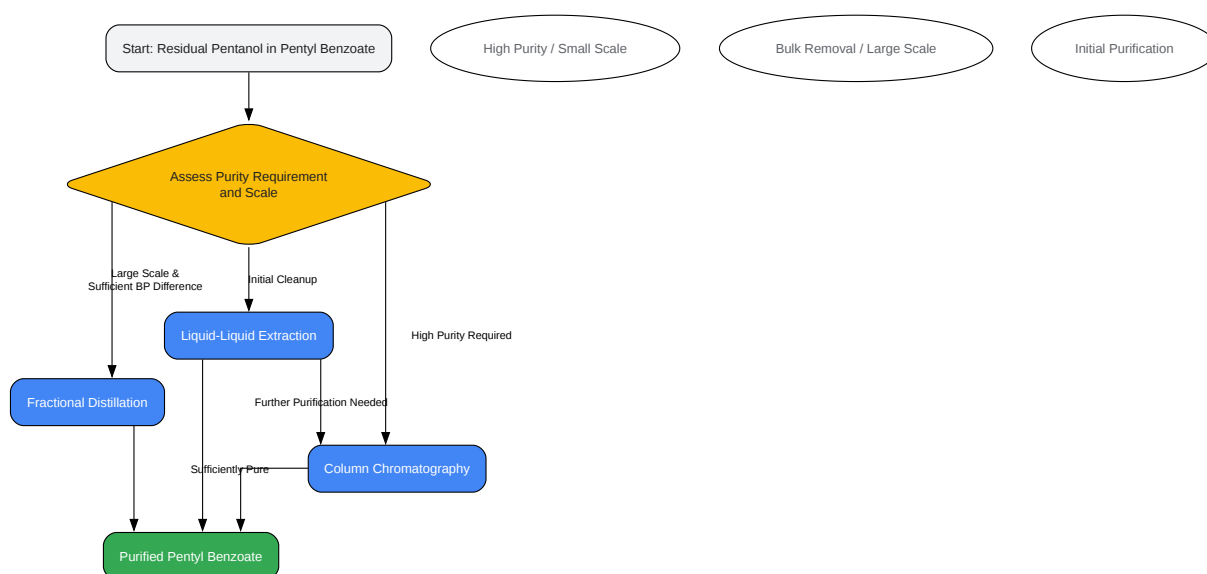 Start: Residual Pentanol in Pentyl Benzoate
High Purity / Small Scale
Bulk Removal / Large Scale
Initial Purification
Assess Purity Requirement
and Scale
Large Scale &
Sufficient BP Difference
Initial Cleanup
High Purity Required
Liquid-Liquid Extraction
Fractional Distillation
Further Purification Needed
Sufficiently Pure
Column Chromatography
Purified Pentyl Benzoate